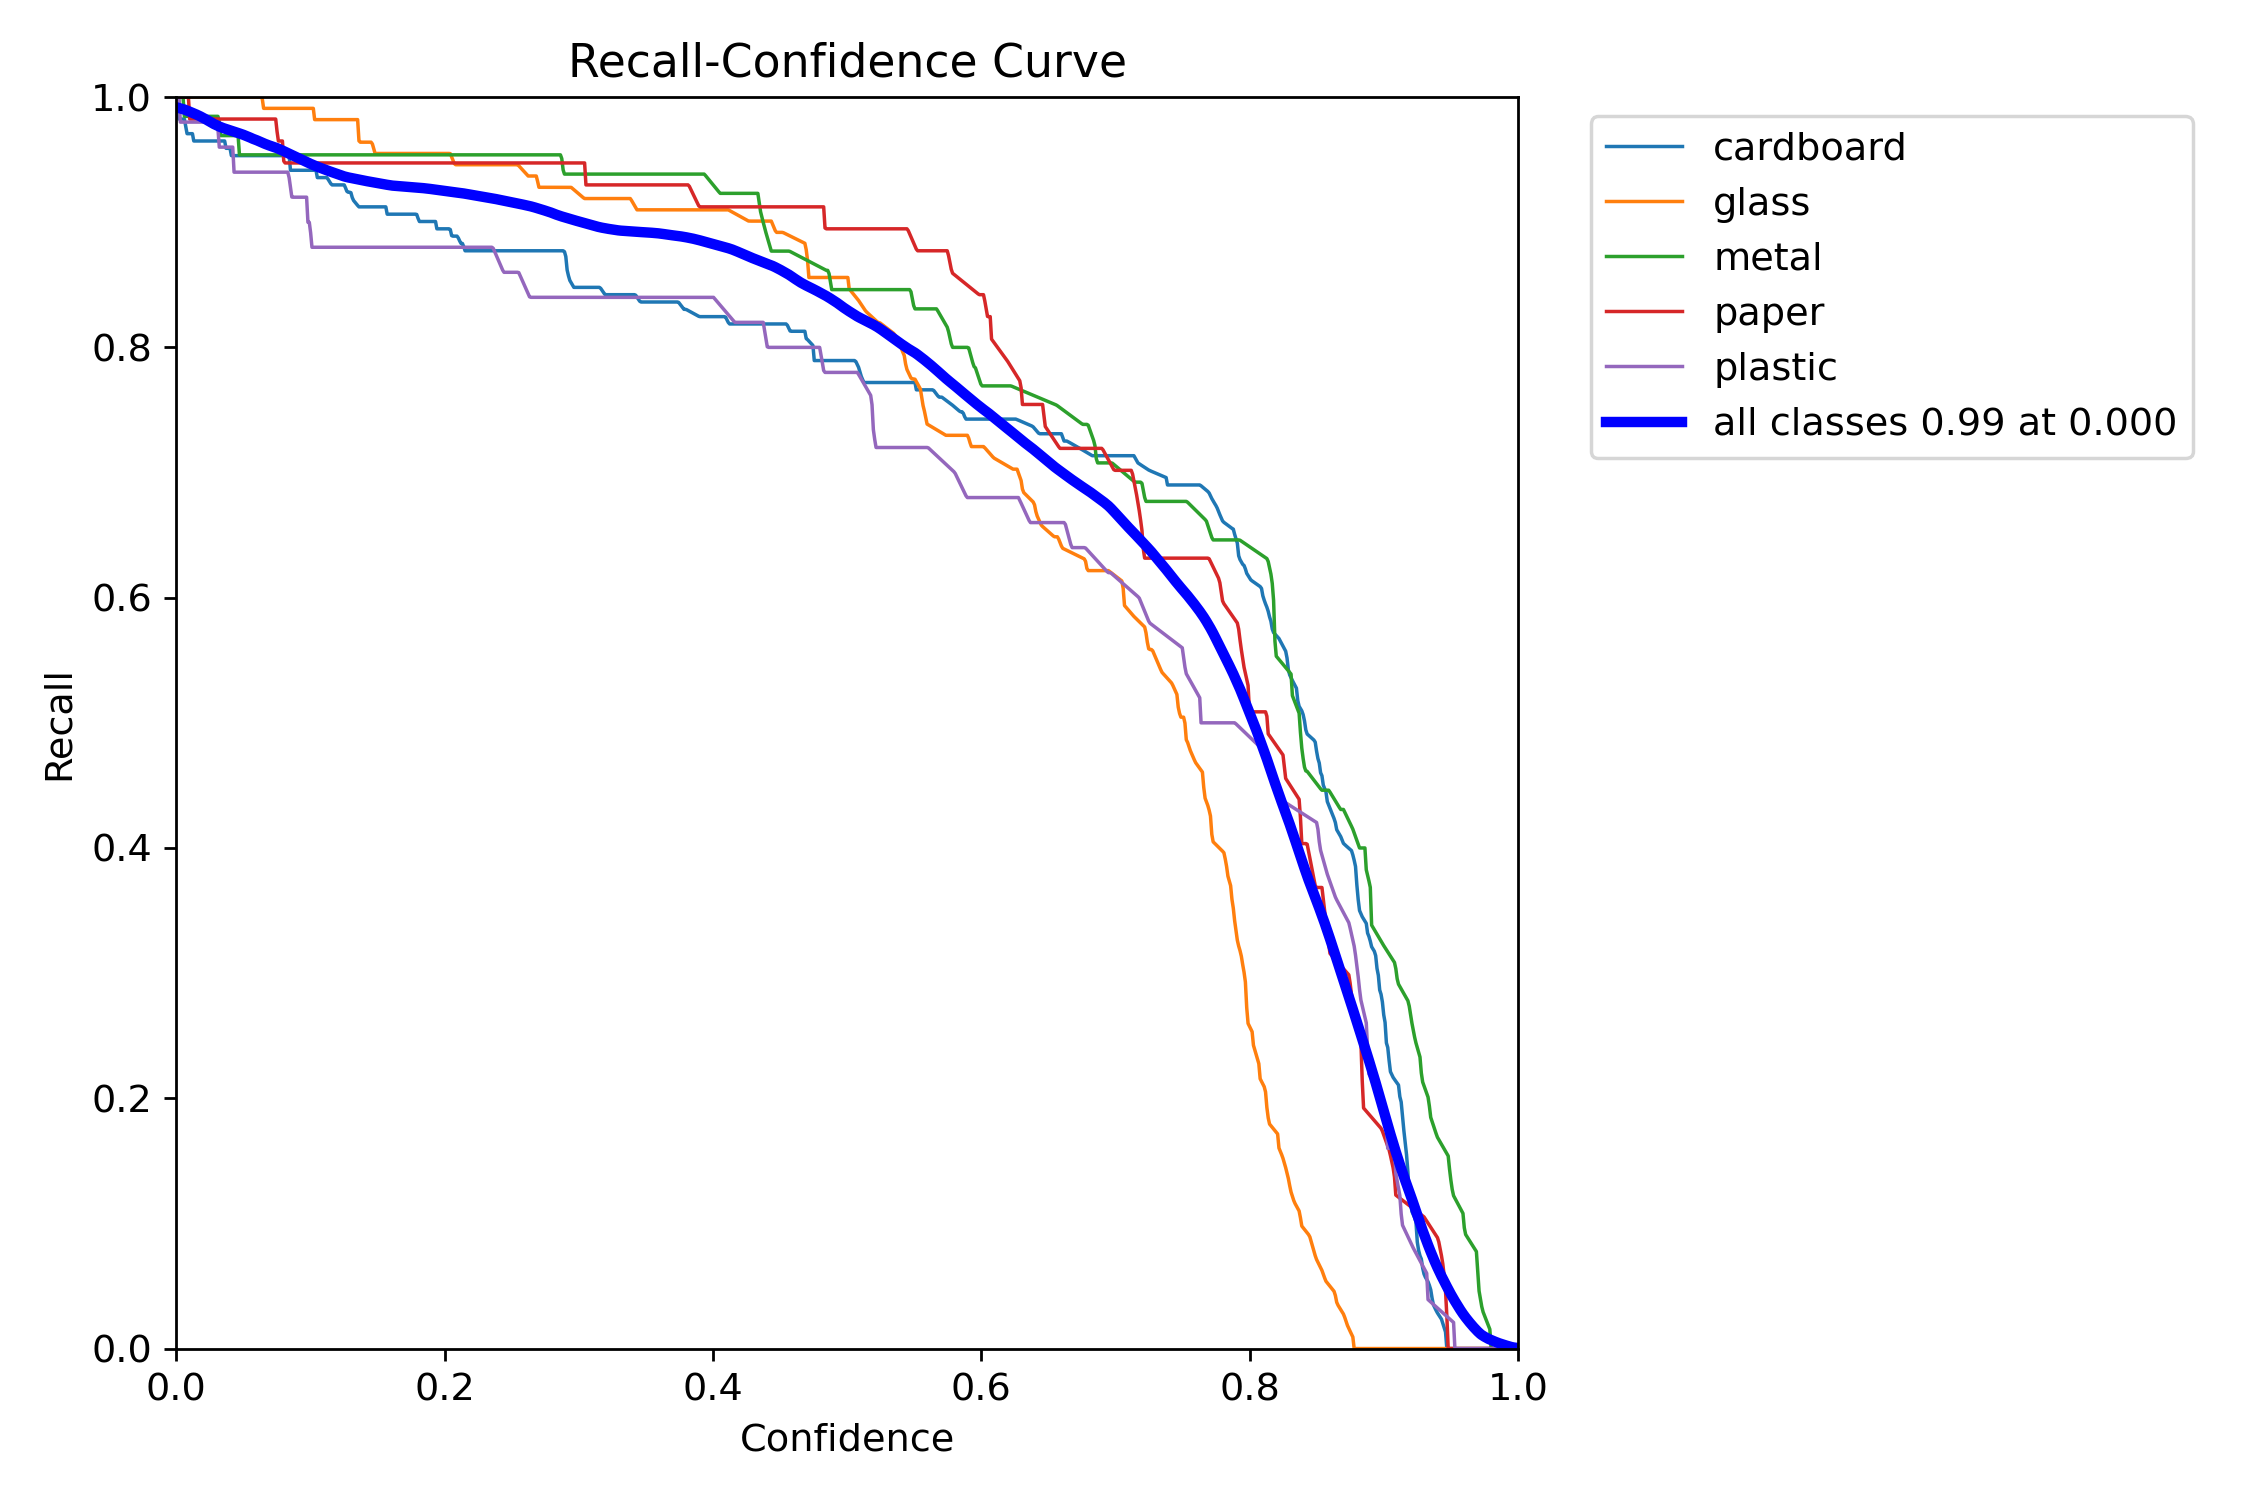 Recall-Confidence Curve
1.0
0.8
0.6
0.4
0.2
0.0
Recall
0.0 0.2 0.4 0.6 0.8 1.0
Confidence
cardboard
glass
metal
paper
plastic
all classes 0.99 at 0.000